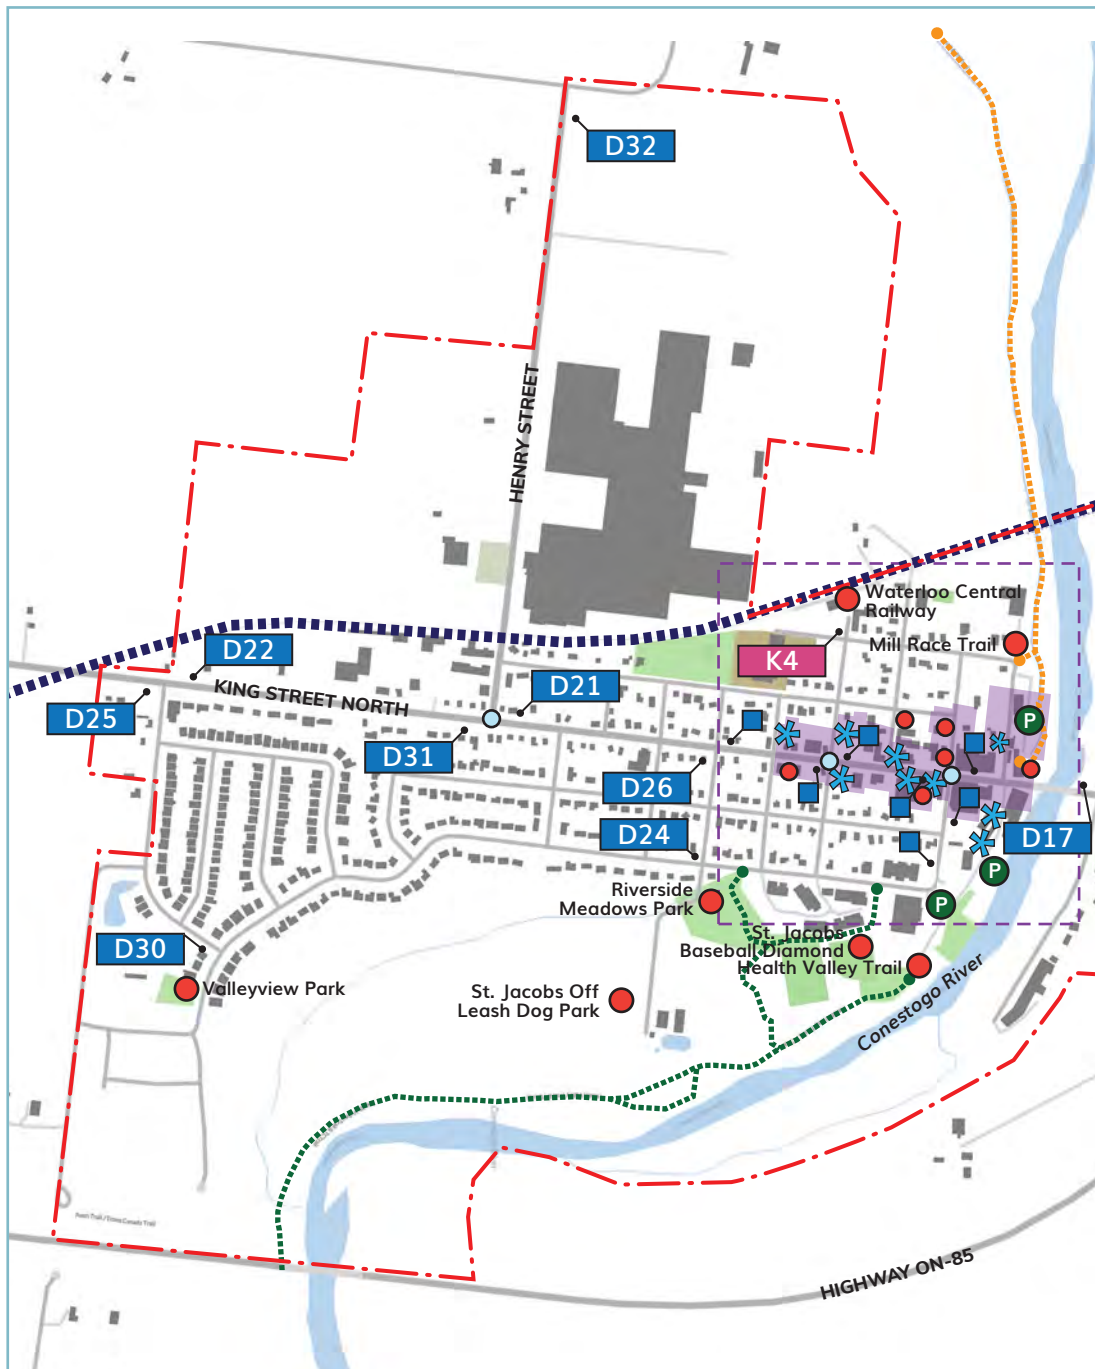 D32
HENRY STREET
Waterloo Central
Railway
Mill Race Trail
K4
D22
D21
KING STREET NORTH
D25
D31
P
D26
D24
D17
P
P
Riverside
Meadows Park
St. Jacobs
Baseball Diamond
Health Valley Trail
D30
Valleyview Park
St. Jacobs Off
Leash Dog Park
Conestogo River
HIGHWAY ON-85